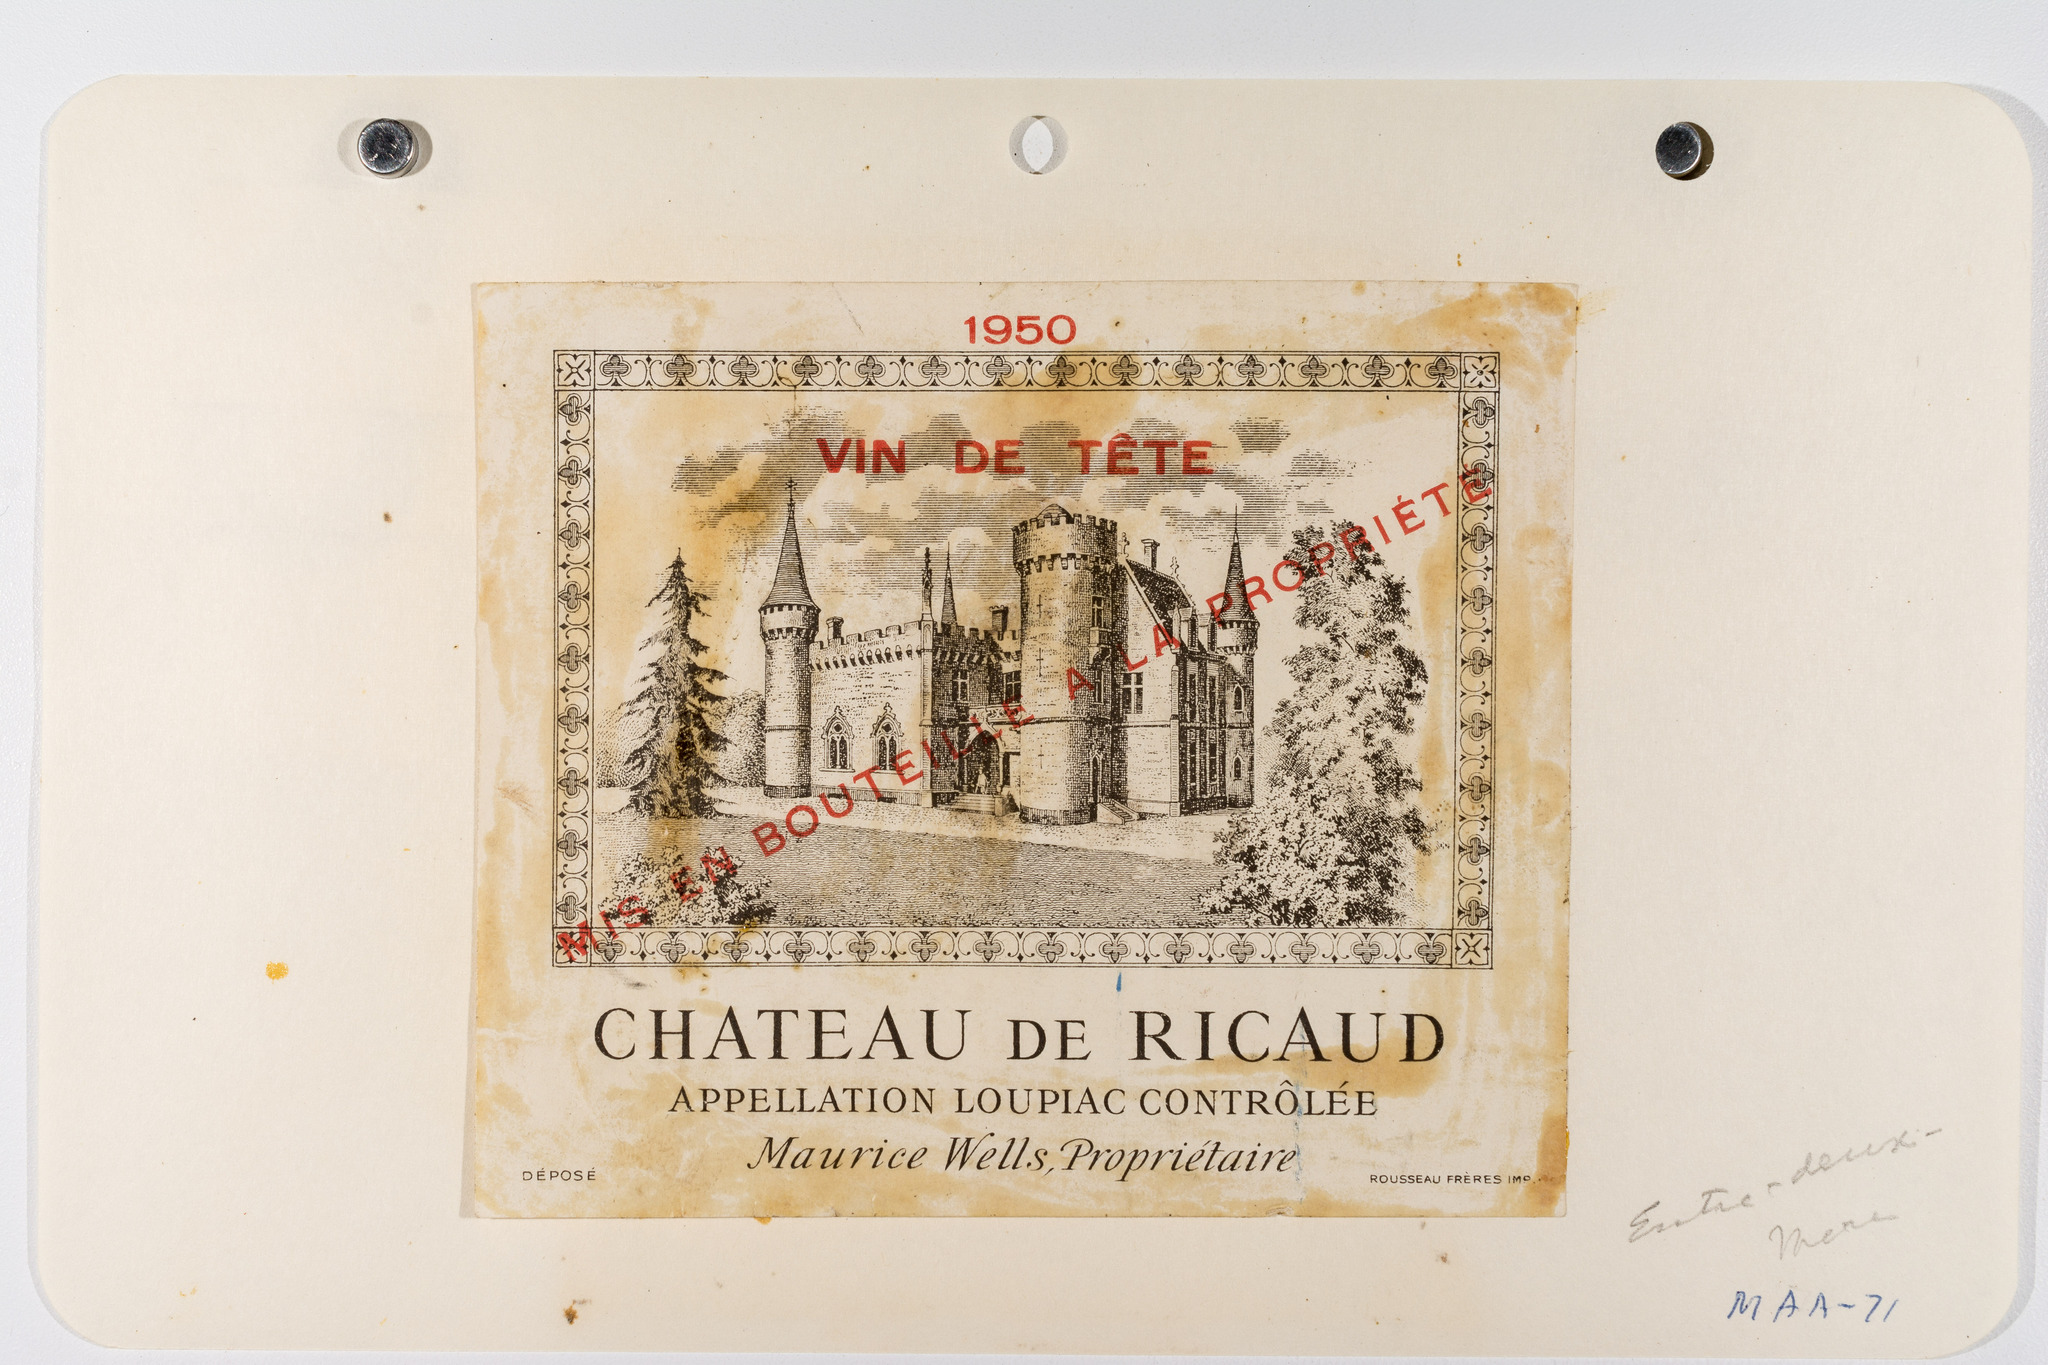 1950
VIN DE TÊTE
MIS EN BOUTEILLE A LA PROPRIÉTÉ
CHATEAU DE RICAUD
APPELLATION LOUPIAC CONTRÔLÉE
Maurice Wells, Propriétaire
DÉPOSÉ
ROUSSEAU FRÈRES IMP.
Entre-deux-
Mers
MAA-71